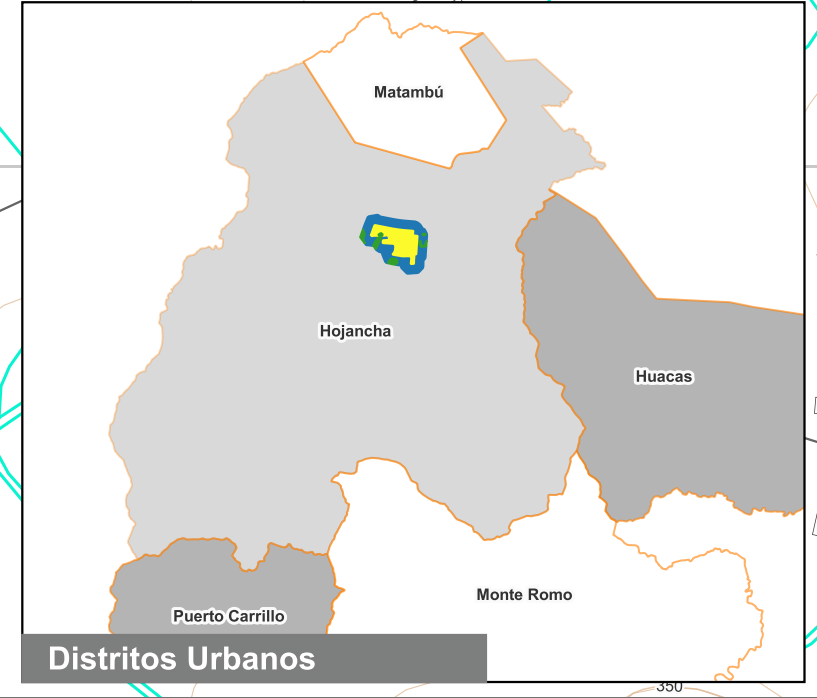 Matambú
Hojancha
Huacas
Monte Romo
Puerto Carrillo
Distritos Urbanos
350